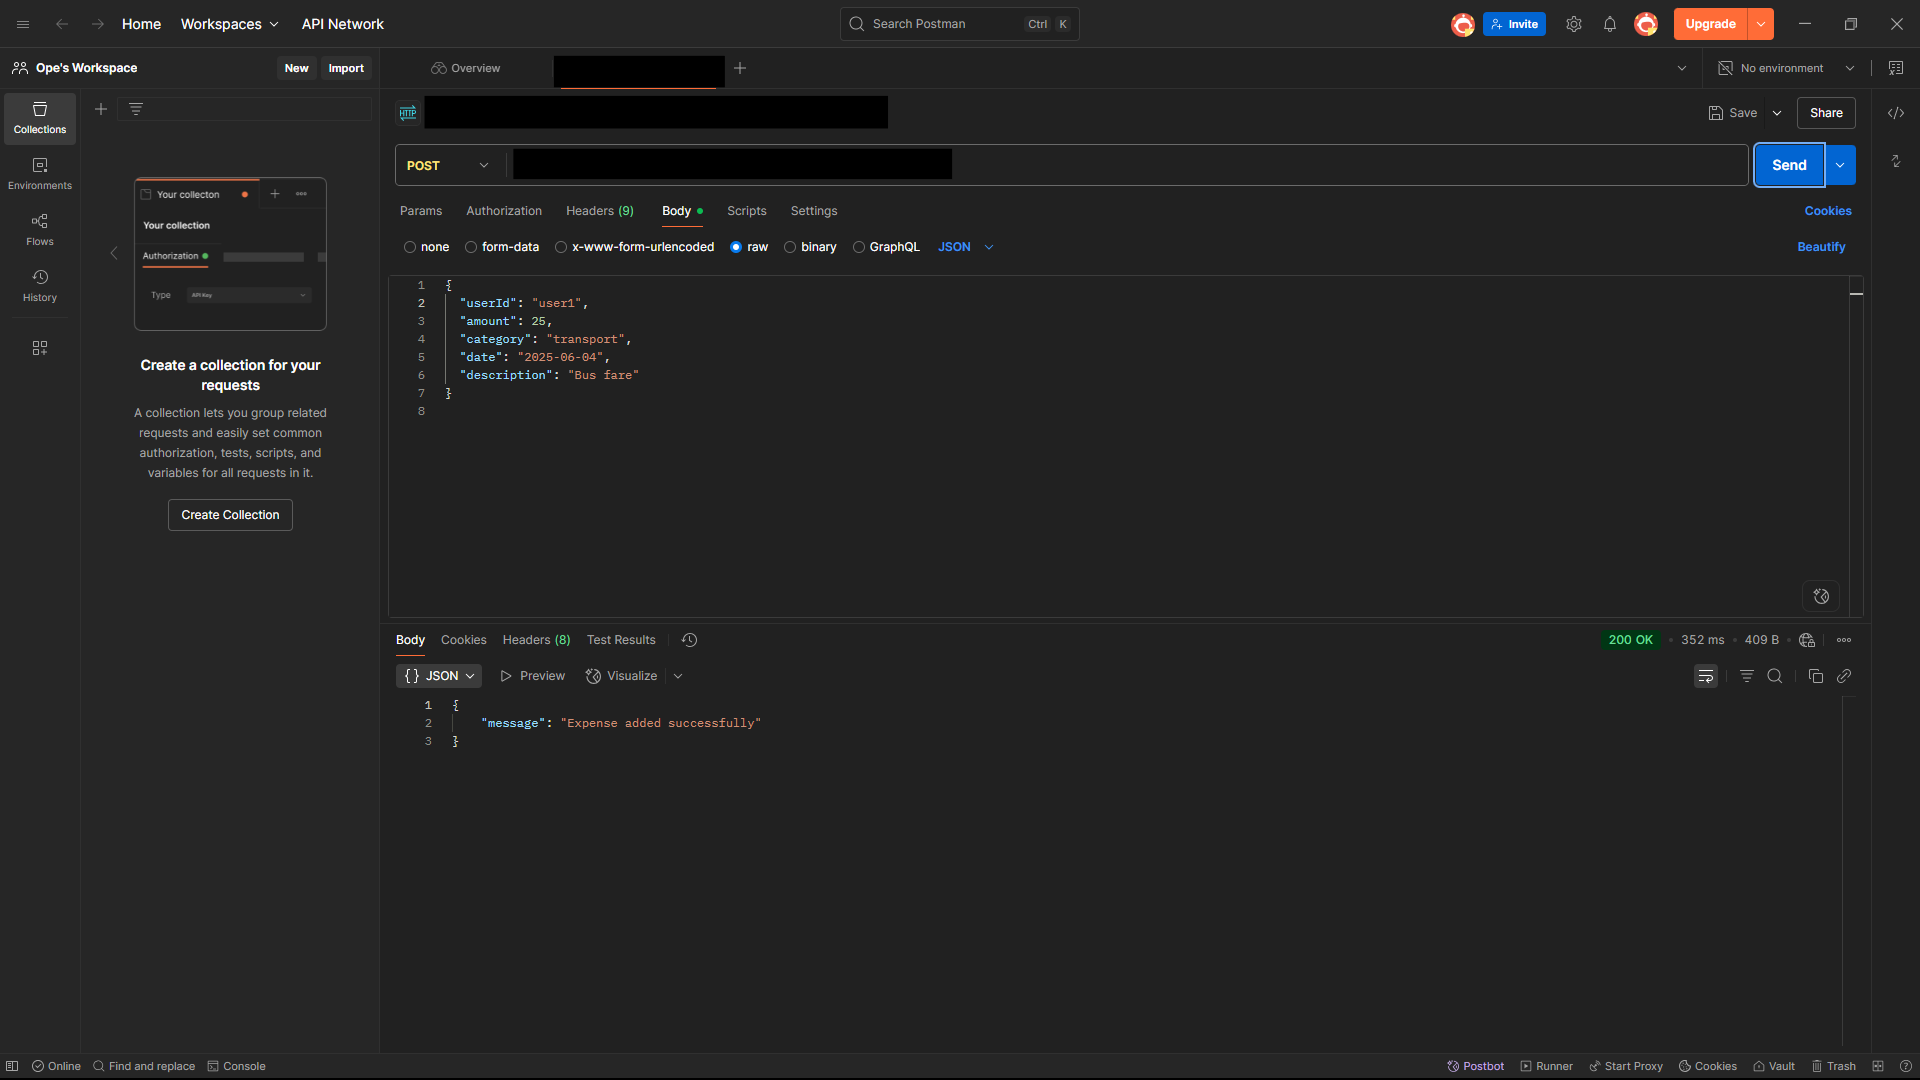 Home Workspaces API Network Search Postman Ctrl K Invite Upgrade
Ope's Workspace New Import Overview No environment
Collections
Environments
Flows
History
Your collecton
Your collection
Authorization
Type API Key
Create a collection for your
requests
A collection lets you group related
requests and easily set common
authorization, tests, scripts, and
variables for all requests in it.
Create Collection
HTTP Save Share
POST Send
Params Authorization Headers (9) Body Scripts Settings Cookies
none form-data x-www-form-urlencoded raw binary GraphQL JSON Beautify
1 {
2 "userId": "user1",
3 "amount": 25,
4 "category": "transport",
5 "date": "2025-06-04",
6 "description": "Bus fare"
7 }
8
Body Cookies Headers (8) Test Results 200 OK 352 ms 409 B
{} JSON Preview Visualize
1 {
2 "message": "Expense added successfully"
3 }
Online Find and replace Console Postbot Runner Start Proxy Cookies Vault Trash